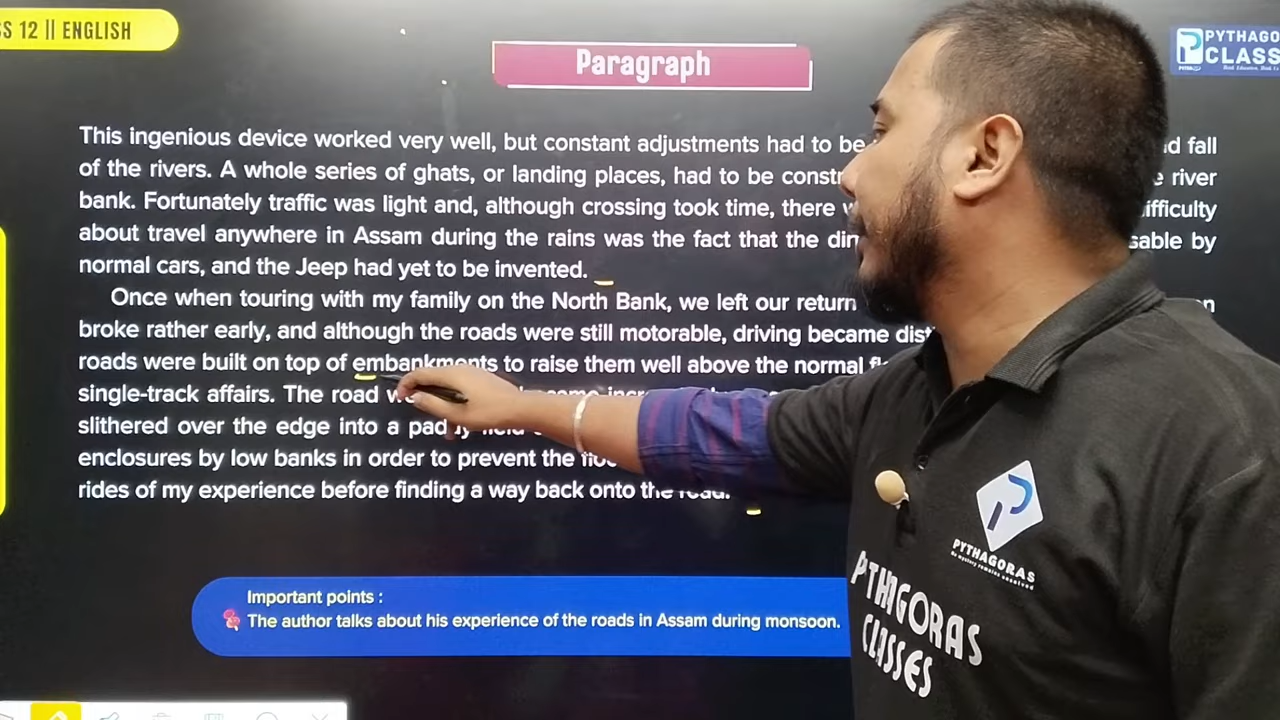 SS 12 || ENGLISH
Paragraph
PYTHAGO
CLASS
This ingenious device worked very well, but constant adjustments had to be d fall
of the rivers. A whole series of ghats, or landing places, had to be constr river
bank. Fortunately traffic was light and, although crossing took time, there ifficulty
about travel anywhere in Assam during the rains was the fact that the dir sable by
normal cars, and the Jeep had yet to be invented.
Once when touring with my family on the North Bank, we left our return n
broke rather early, and although the roads were still motorable, driving became dist
roads were built on top of embankments to raise them well above the normal
single-track affairs. The road
slithered over the edge into a
enclosures by low banks in order to prevent the
rides of my experience before finding a way back onto the road.
Important points :
The author talks about his experience of the roads in Assam during monsoon.
PYTHAGORAS
No mystery remains unsolved
PTHAGORAS
CLASSES